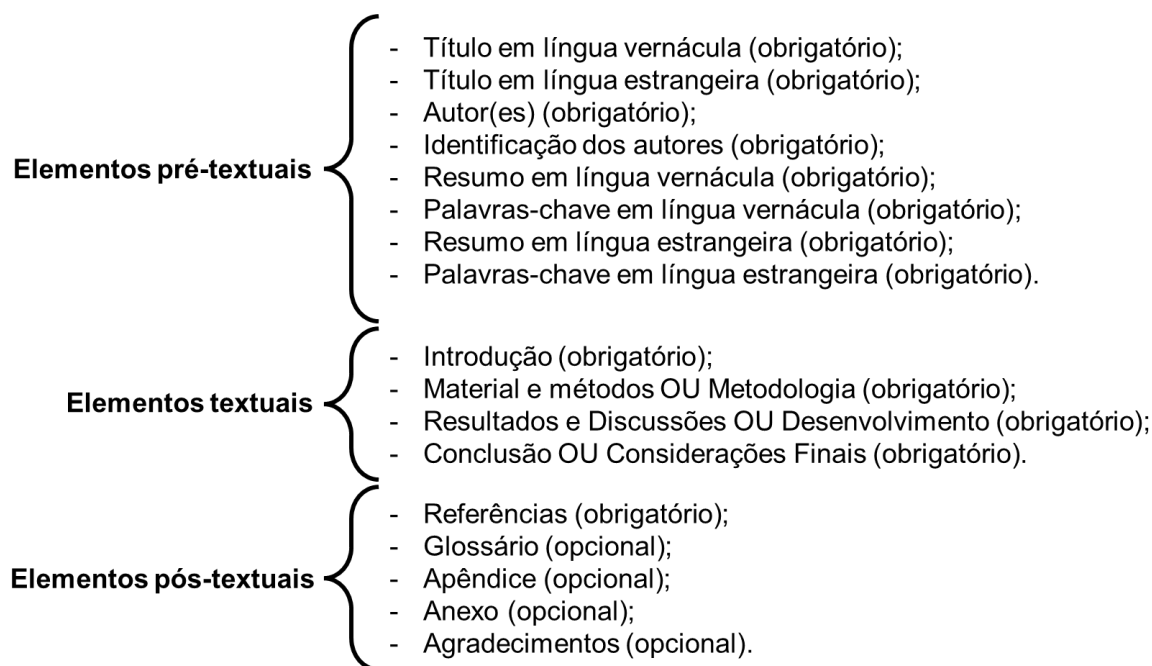 Elementos pré-textuais
- Título em língua vernácula (obrigatório);
- Título em língua estrangeira (obrigatório);
- Autor(es) (obrigatório);
- Identificação dos autores (obrigatório);
- Resumo em língua vernácula (obrigatório);
- Palavras-chave em língua vernácula (obrigatório);
- Resumo em língua estrangeira (obrigatório);
- Palavras-chave em língua estrangeira (obrigatório).
Elementos textuais
- Introdução (obrigatório);
- Material e métodos OU Metodologia (obrigatório);
- Resultados e Discussões OU Desenvolvimento (obrigatório);
- Conclusão OU Considerações Finais (obrigatório).
Elementos pós-textuais
- Referências (obrigatório);
- Glossário (opcional);
- Apêndice (opcional);
- Anexo (opcional);
- Agradecimentos (opcional).